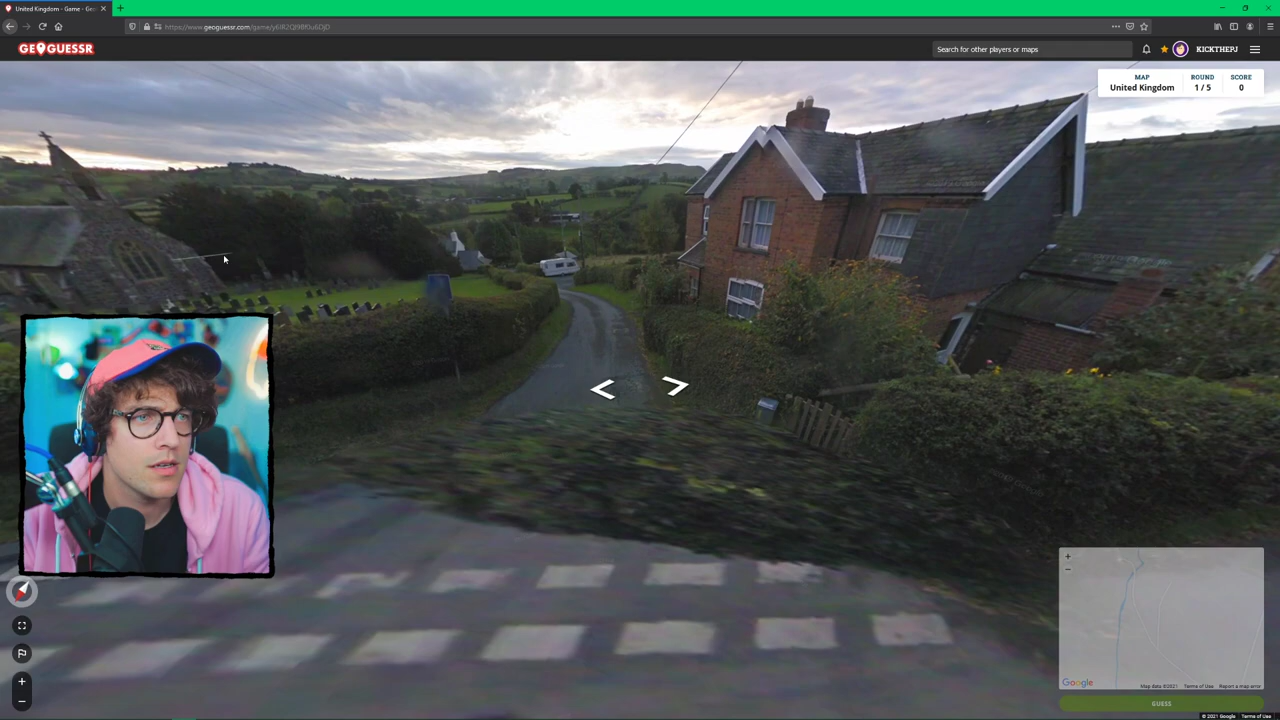 United Kingdom - Game - Geo
https://www.geoguessr.com/game/y6IR2QJ9Bf0u6DjD
GEOGUESSR
Search for other players or maps
KICKTHEPJ
MAP
United Kingdom
ROUND
1 / 5
SCORE
0
Google
Map data ©2021
Terms of Use
Report a map error
GUESS
© 2021 Google
Terms of Use